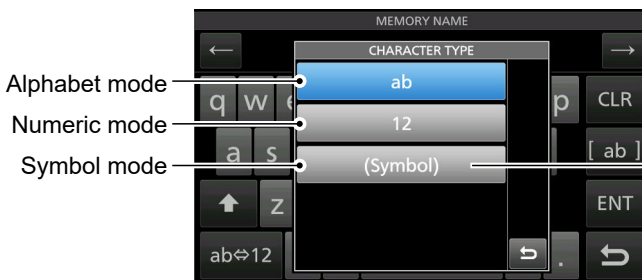 MEMORY NAME
← →
CHARACTER TYPE
Alphabet mode ab
q w e p CLR
Numeric mode 12
a s [ ab ]
Symbol mode (Symbol)
z ENT
ab⇔12 .